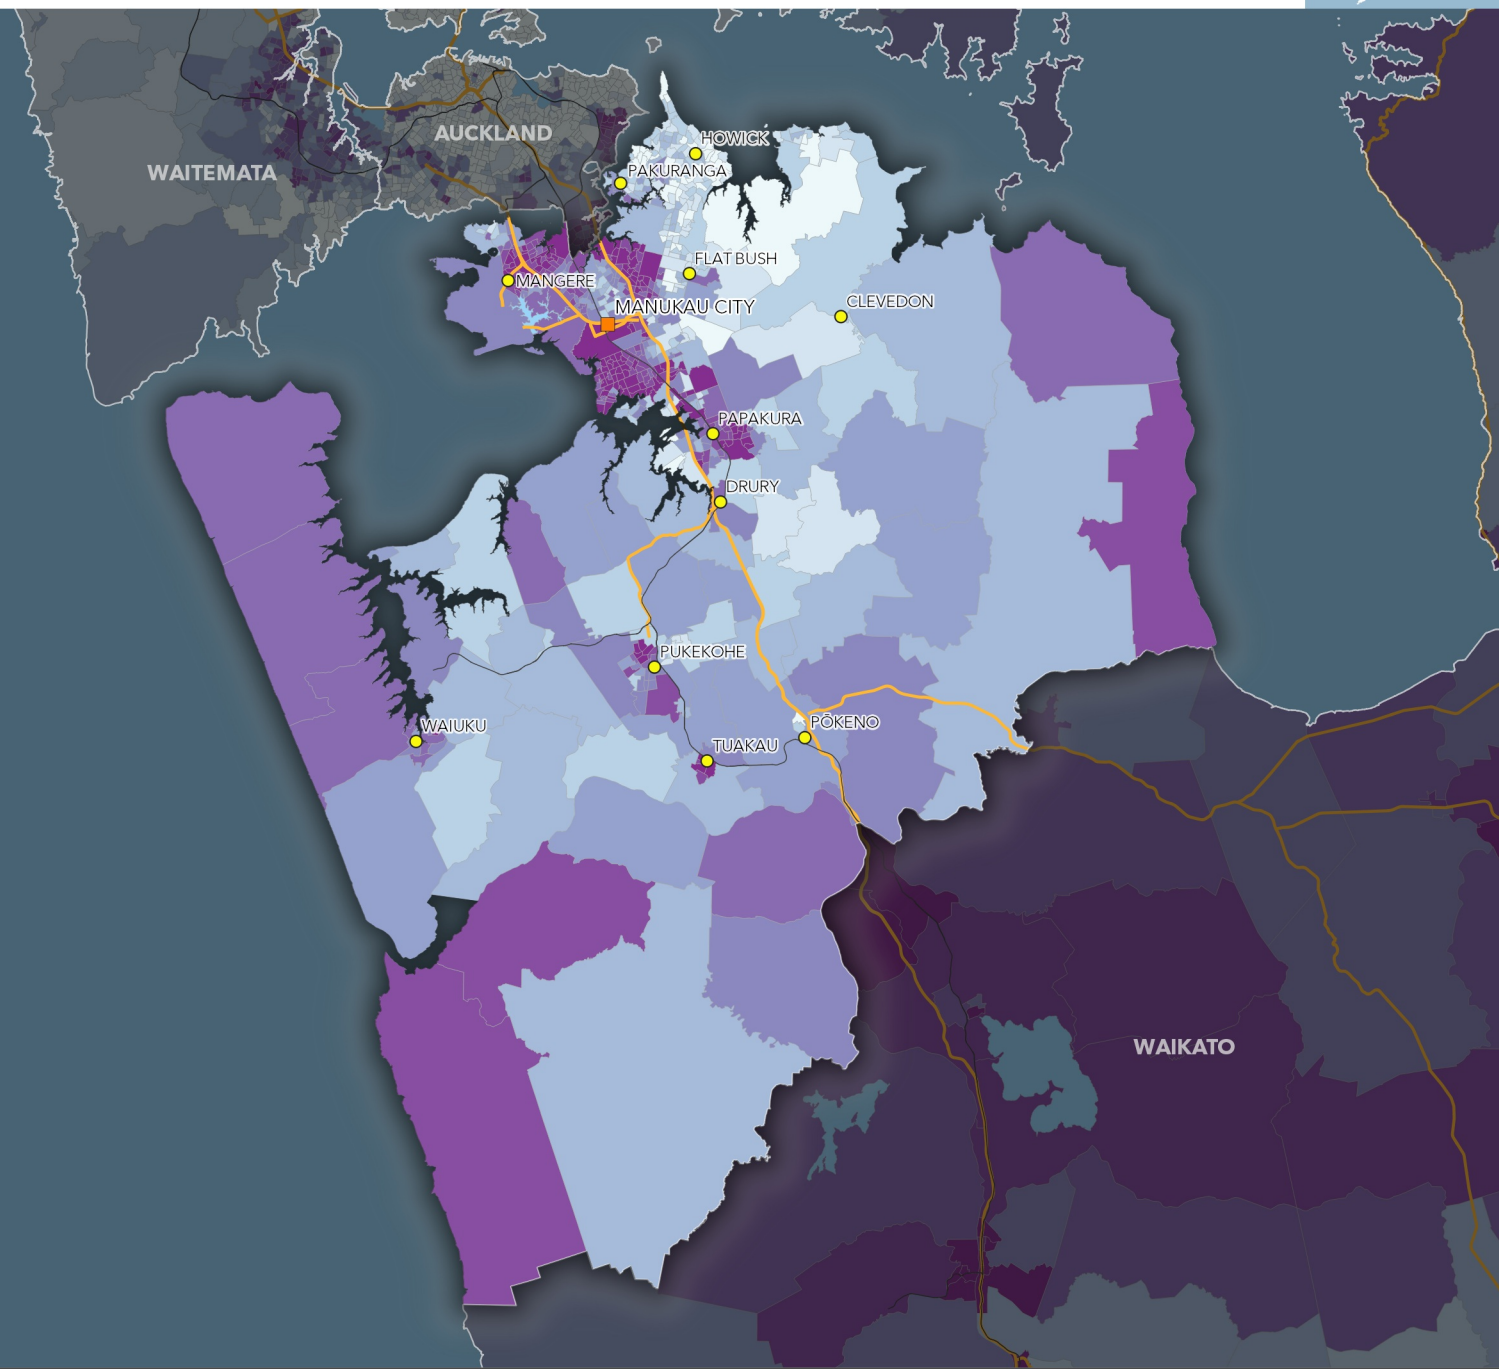 AUCKLAND
HOWICK
WAITEMATA
PAKURANGA
FLAT BUSH
MANGERE
CLEVEDON
MANUKAU CITY
PAPAKURA
DRURY
PUKEKOHE
PŌKENO
WAIUKU
TUAKAU
WAIKATO